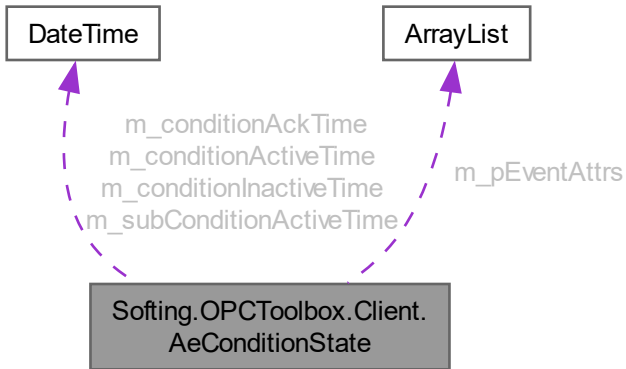 DateTime
ArrayList
m_conditionAckTime
m_conditionActiveTime
m_conditionInactiveTime
m_subConditionActiveTime
m_pEventAttrs
Softing.OPCToolbox.Client.
AeConditionState